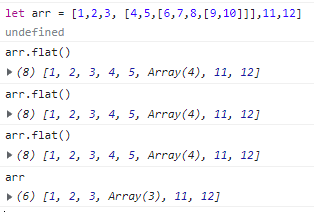 let arr = [1,2,3, [4,5,[6,7,8,[9,10]]],11,12]
undefined
arr.flat()
▶ (8) [1, 2, 3, 4, 5, Array(4), 11, 12]
arr.flat()
▶ (8) [1, 2, 3, 4, 5, Array(4), 11, 12]
arr.flat()
▶ (8) [1, 2, 3, 4, 5, Array(4), 11, 12]
arr
▶ (6) [1, 2, 3, Array(3), 11, 12]